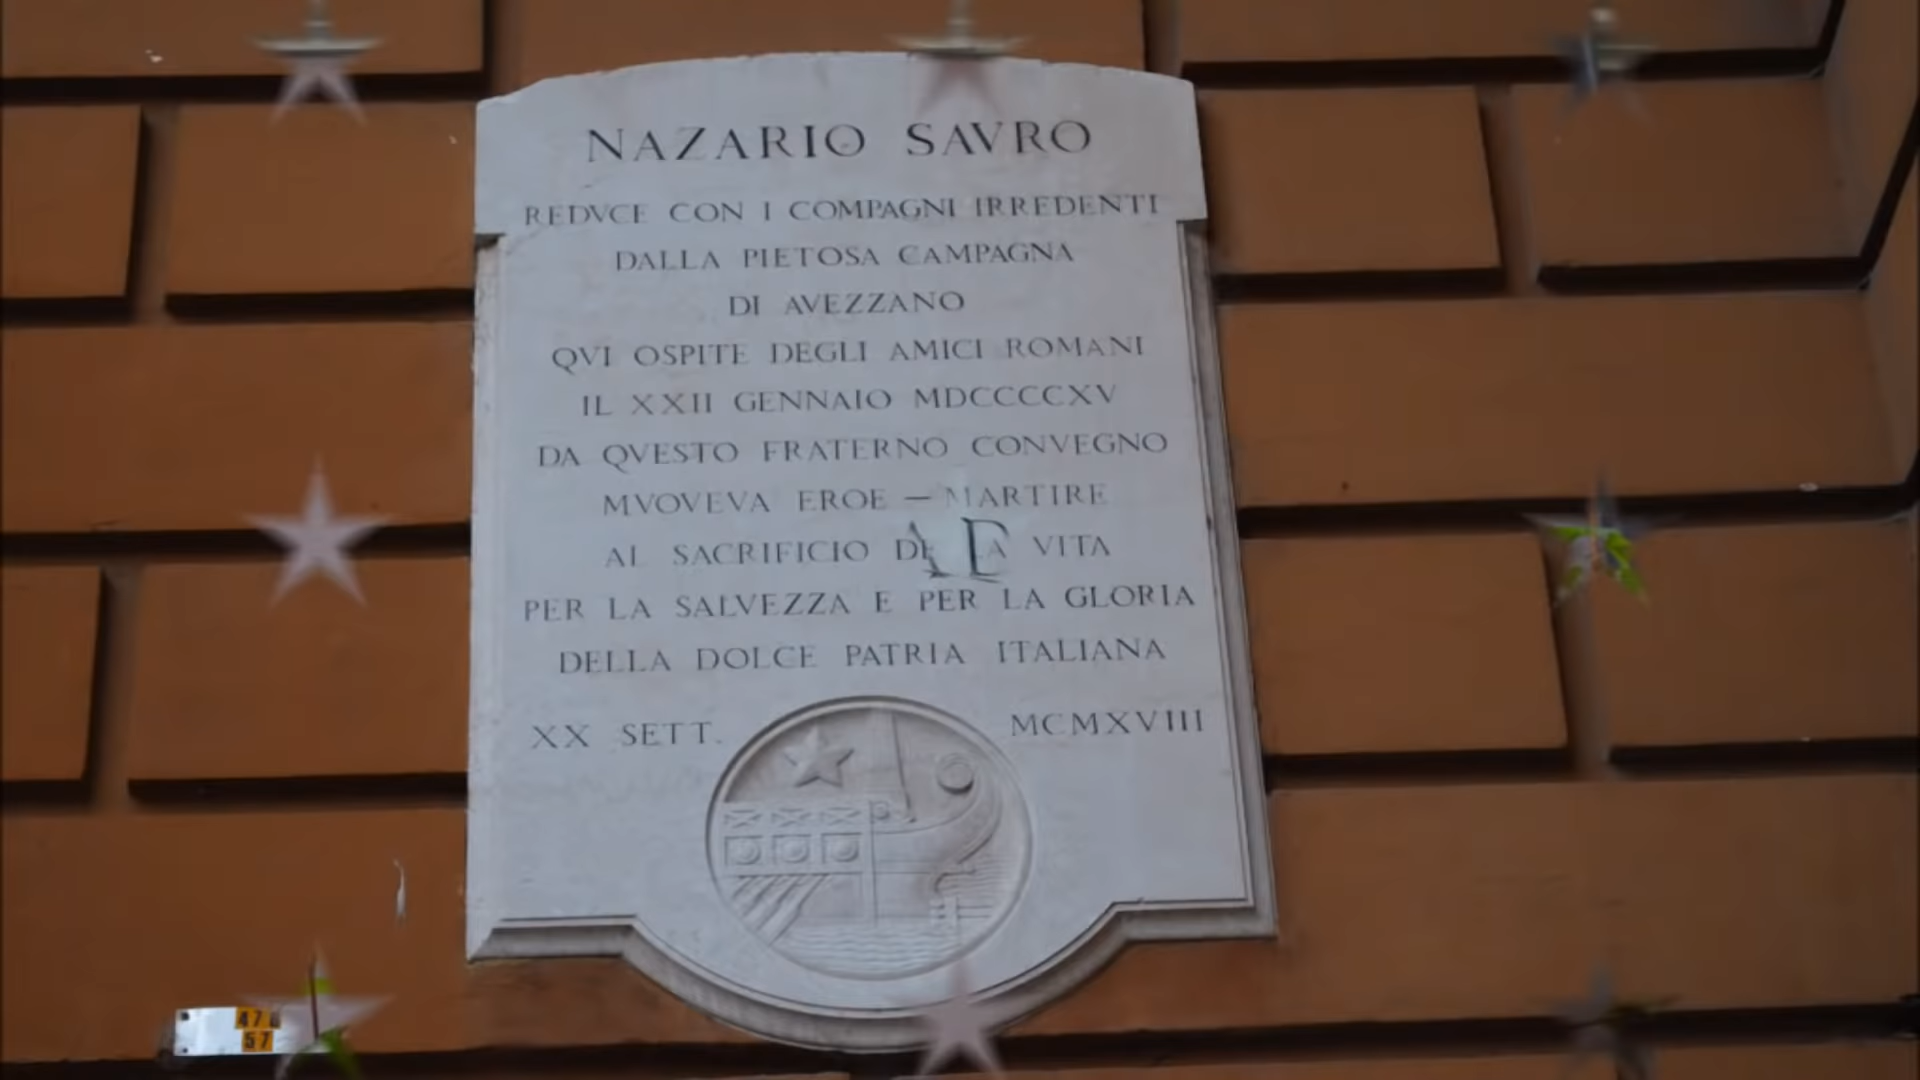 NAZARIO SAVRO
REDVCE CON I COMPAGNI IRREDENTI
DALLA PIETOSA CAMPAGNA
DI AVEZZANO
QVI OSPITE DEGLI AMICI ROMANI
IL XXII GENNAIO MDCCCCXV
DA QVESTO FRATERNO CONVEGNO
MVOVEVA EROE – MARTIRE
AL SACRIFICIO VITA
PER LA SALVEZZA E PER LA GLORIA
DELLA DOLCE PATRIA ITALIANA
XX SETT. MCMXVIII
57